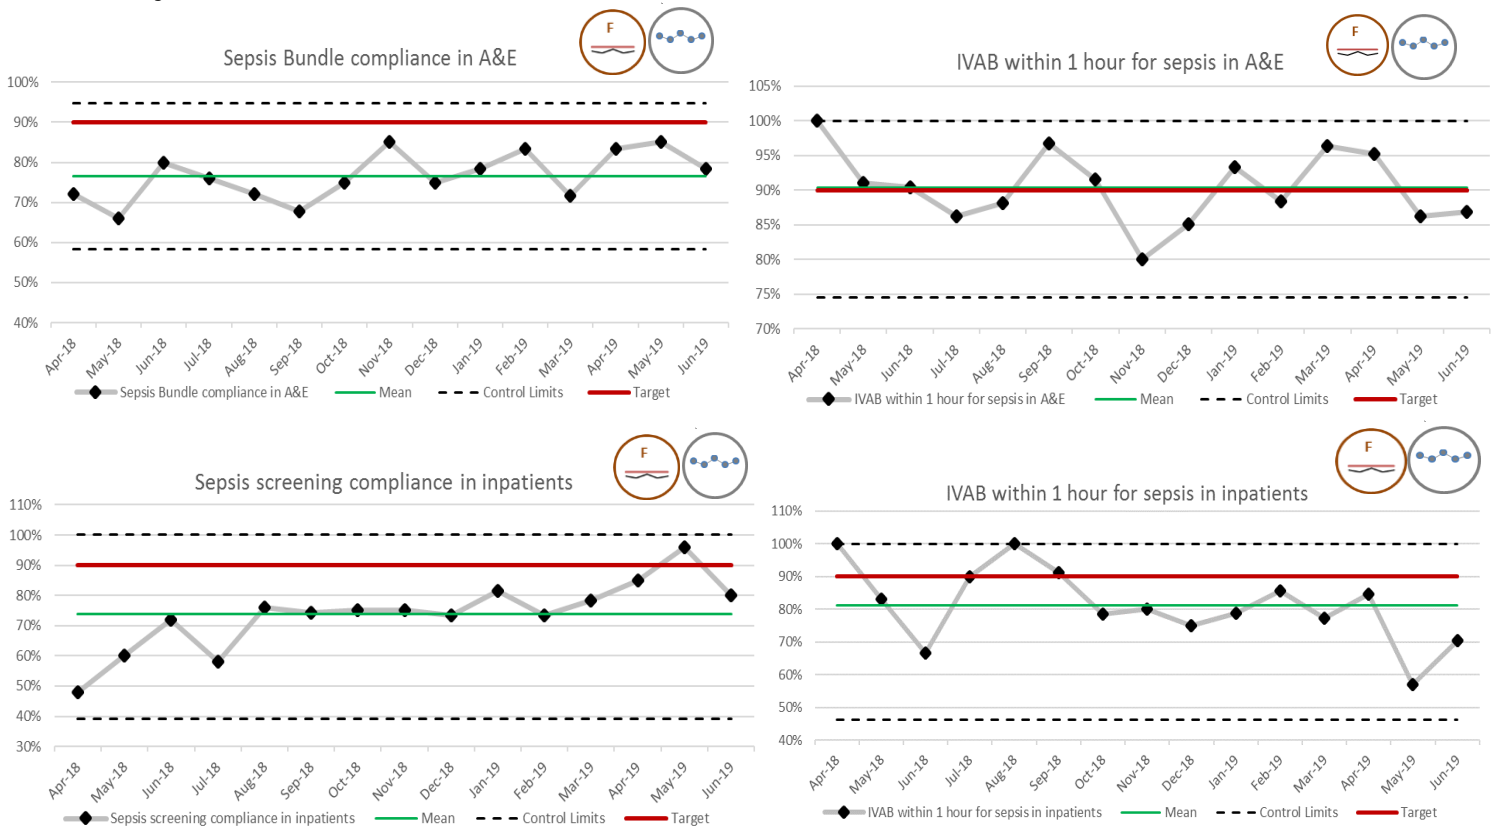 Sepsis Bundle compliance in A&E
F
100%
90%
80%
70%
60%
50%
40%
Apr-18
May-18
Jun-18
Jul-18
Aug-18
Sep-18
Oct-18
Nov-18
Dec-18
Jan-19
Feb-19
Mar-19
Apr-19
May-19
Jun-19
Sepsis Bundle compliance in A&E Mean Control Limits Target
IVAB within 1 hour for sepsis in A&E
F
105%
100%
95%
90%
85%
80%
75%
70%
Apr-18
May-18
Jun-18
Jul-18
Aug-18
Sep-18
Oct-18
Nov-18
Dec-18
Jan-19
Feb-19
Mar-19
Apr-19
May-19
Jun-19
IVAB within 1 hour for sepsis in A&E Mean Control Limits Target
Sepsis screening compliance in inpatients
F
110%
100%
90%
80%
70%
60%
50%
40%
30%
Apr-18
May-18
Jun-18
Jul-18
Aug-18
Sep-18
Oct-18
Nov-18
Dec-18
Jan-19
Feb-19
Mar-19
Apr-19
May-19
Jun-19
Sepsis screening compliance in inpatients Mean Control Limits Target
IVAB within 1 hour for sepsis in inpatients
F
110%
100%
90%
80%
70%
60%
50%
40%
Apr-18
May-18
Jun-18
Jul-18
Aug-18
Sep-18
Oct-18
Nov-18
Dec-18
Jan-19
Feb-19
Mar-19
Apr-19
May-19
Jun-19
IVAB within 1 hour for sepsis in inpatients Mean Control Limits Target